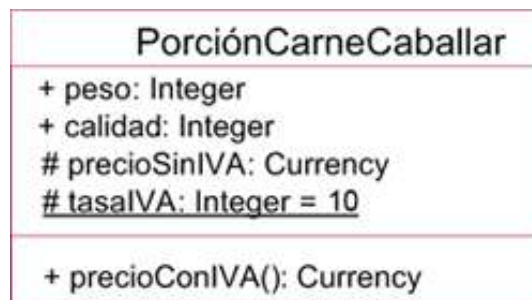 PorciónCarneCaballar
+ peso: Integer
+ calidad: Integer
# precioSinIVA: Currency
# tasaIVA: Integer = 10
+ precioConIVA(): Currency